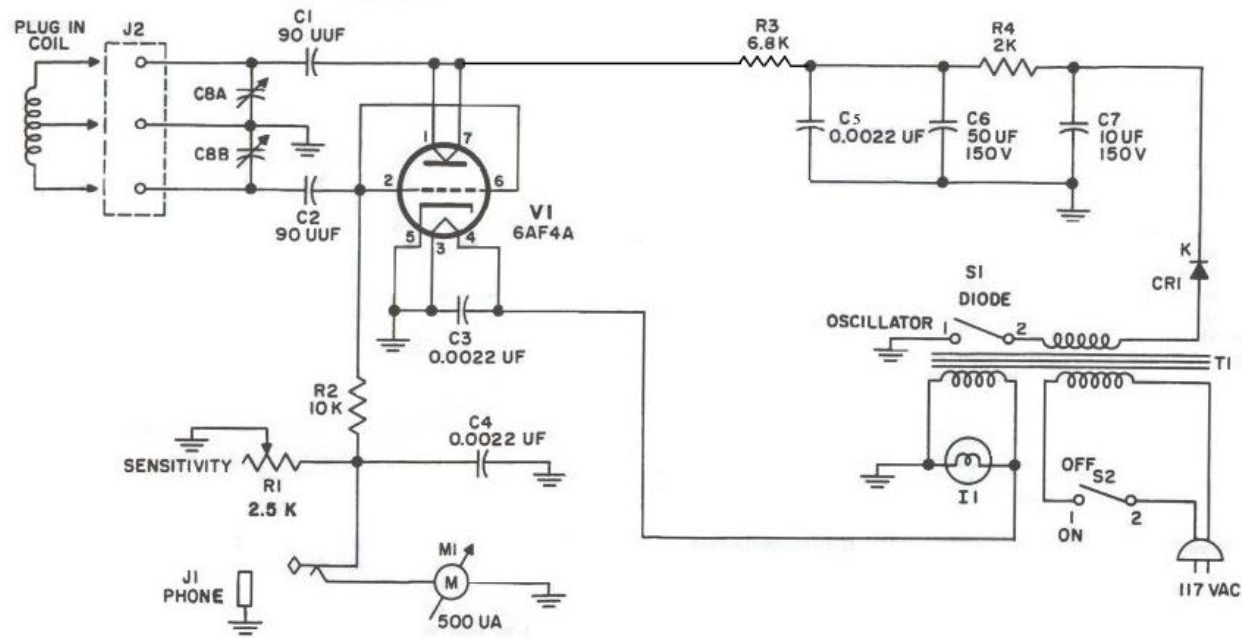 PLUG IN
COIL
J2
C1
90 UUF
C8A
C8B
C2
90 UUF
1
7
2
6
5
3
4
V1
6AF4A
C3
0.0022 UF
R3
6.8K
R4
2K
C5
0.0022 UF
C6
50 UF
150V
C7
10 UF
150 V
K
CR1
S1
DIODE
OSCILLATOR
1
2
T1
R2
10K
C4
0.0022 UF
SENSITIVITY
R1
2.5 K
I1
OFF
S2
1
2
ON
117 VAC
J1
PHONE
M1
M
500 UA